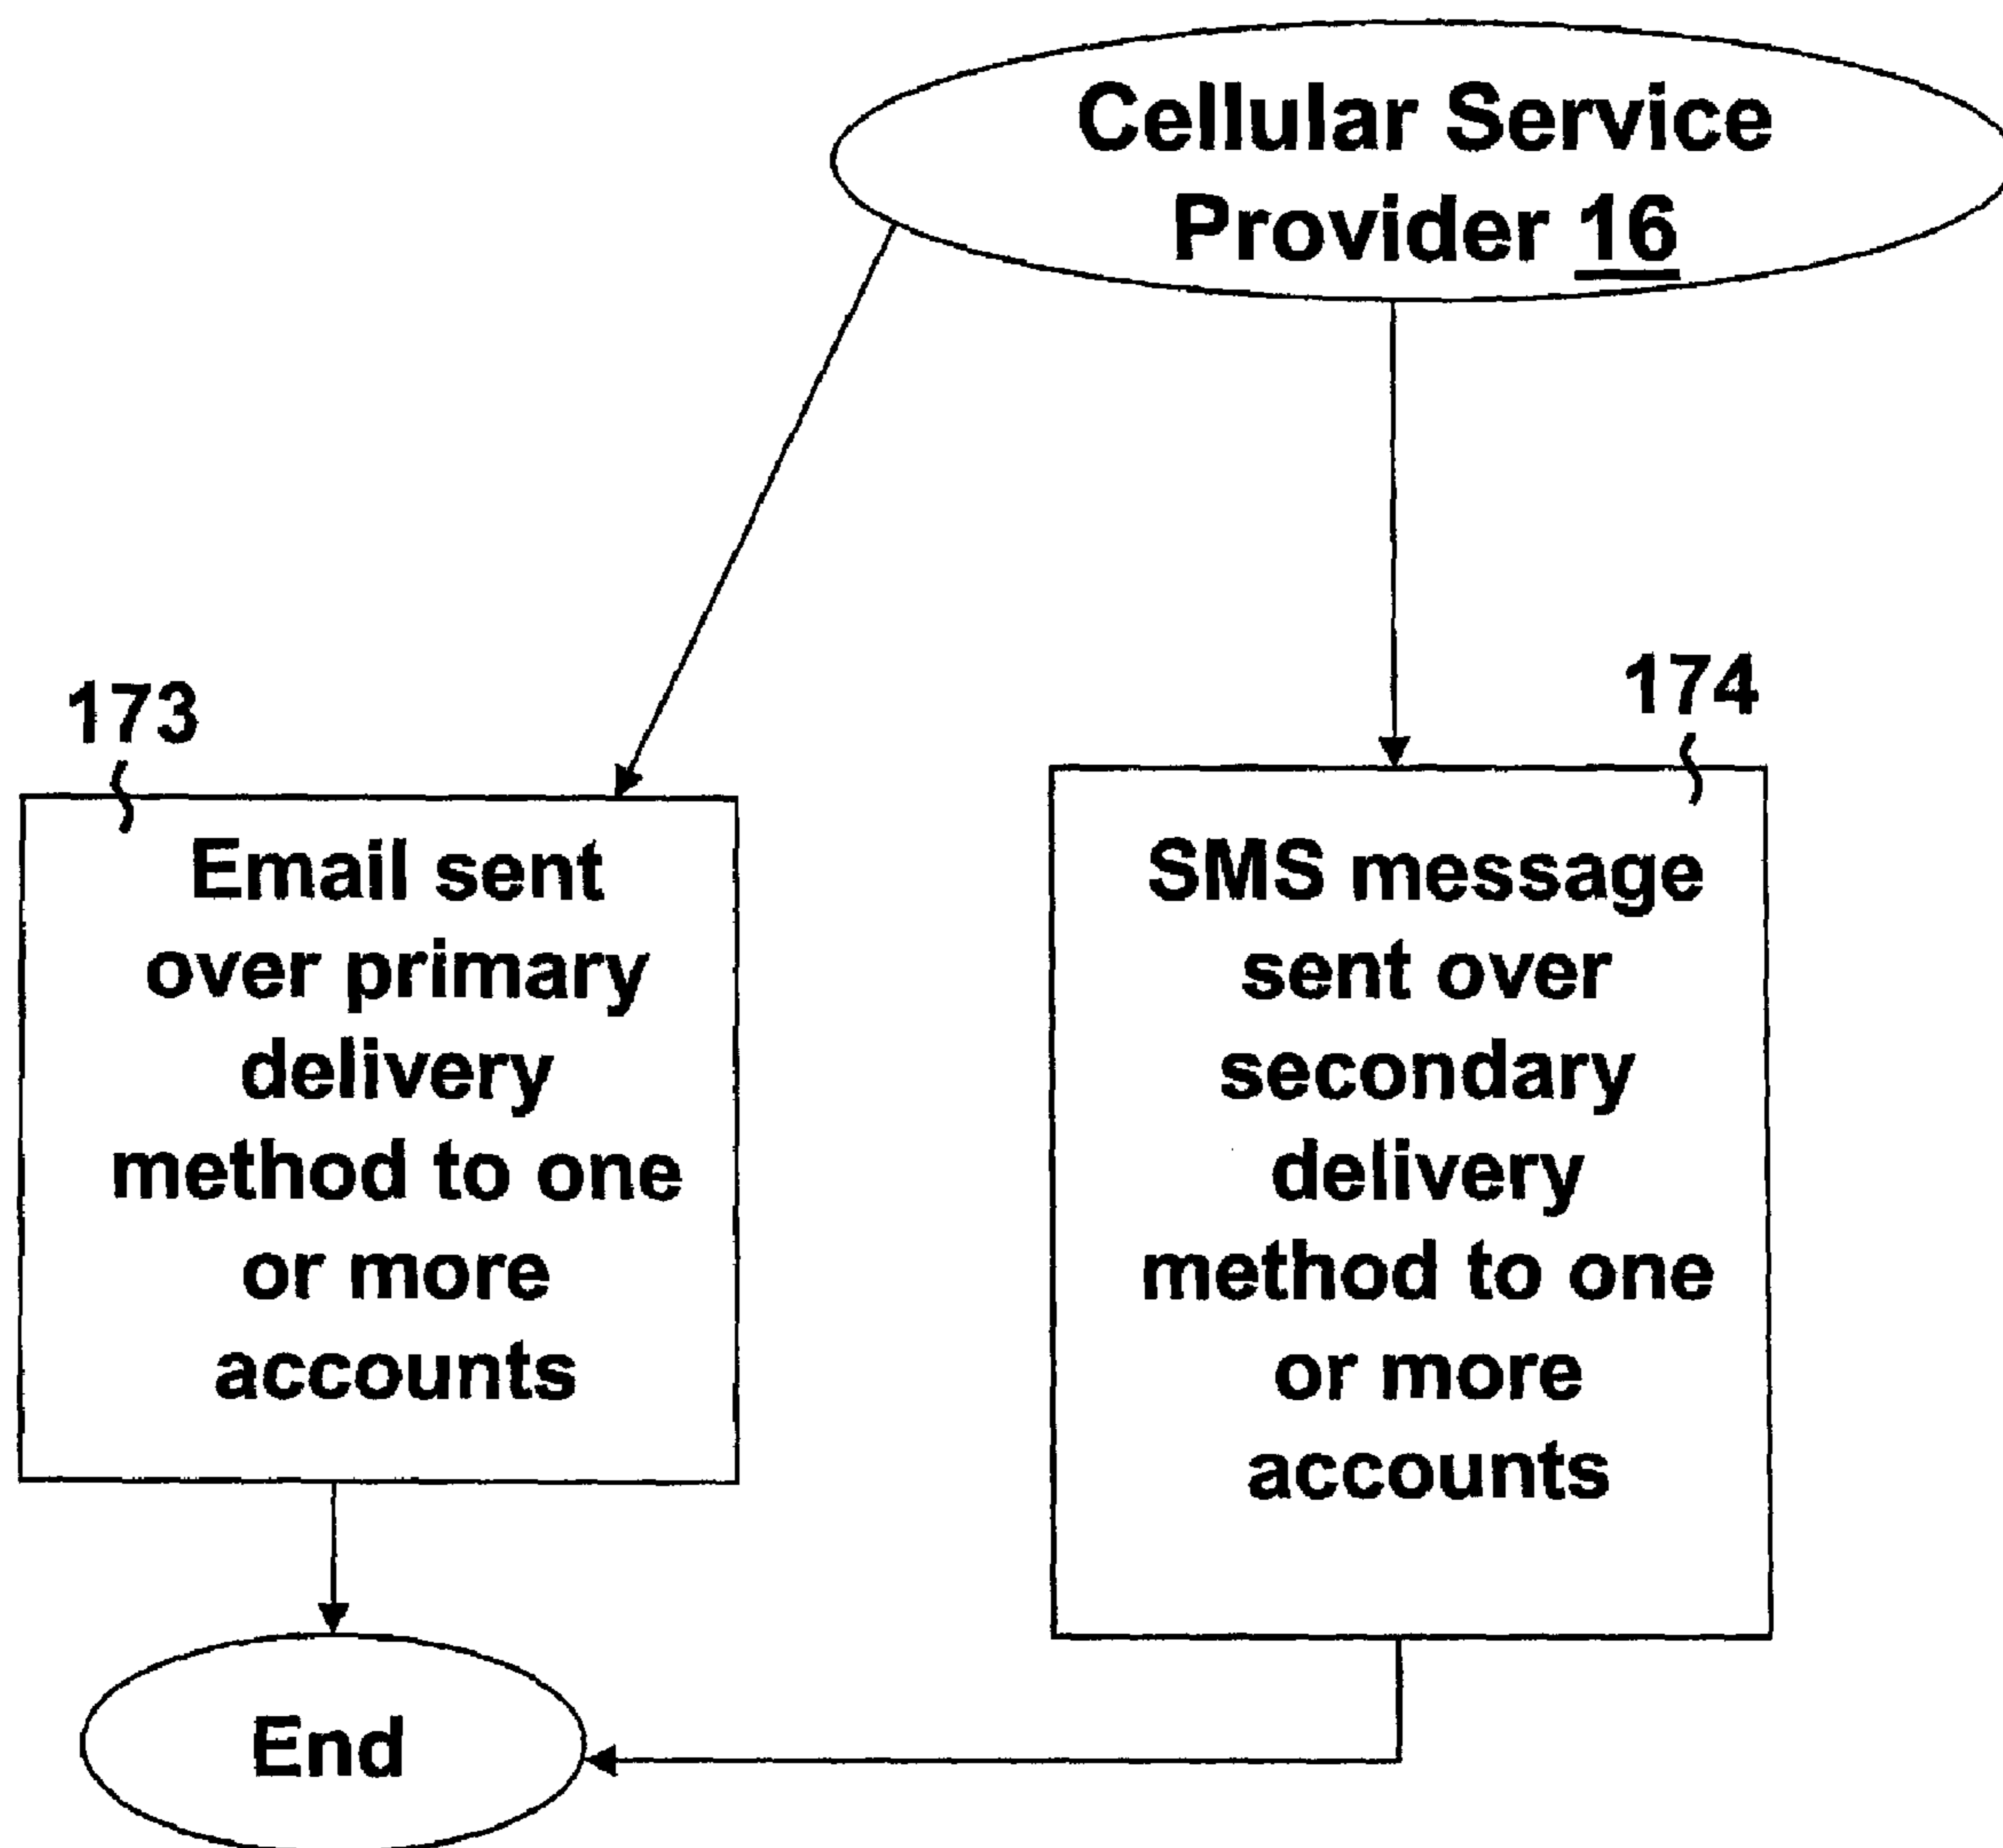 Cellular Service
Provider 16
173
Email sent
over primary
delivery
method to one
or more
accounts
174
SMS message
sent over
secondary
delivery
method to one
or more
accounts
End